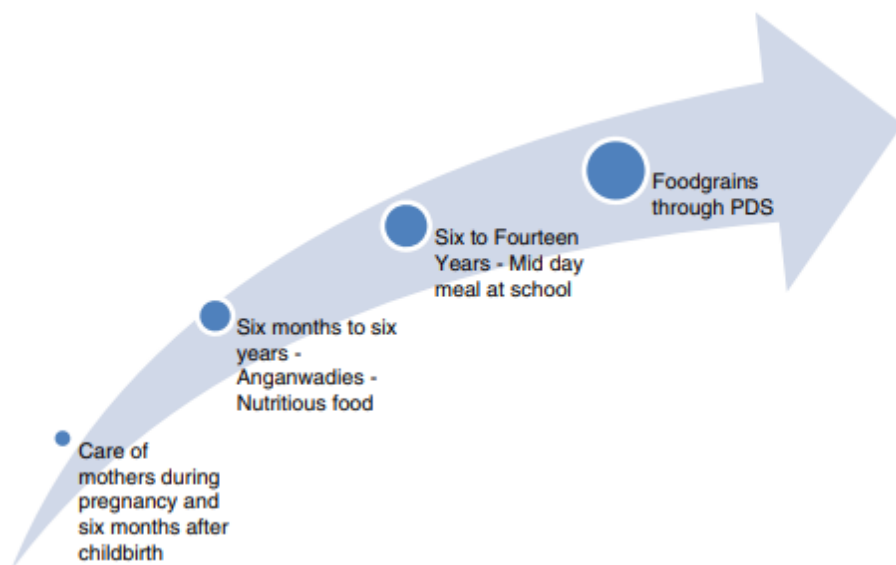 Foodgrains
through PDS
Six to Fourteen
Years - Mid day
meal at school
Six months to six
years -
Anganwadies -
Nutritious food
Care of
mothers during
pregnancy and
six months after
childbirth